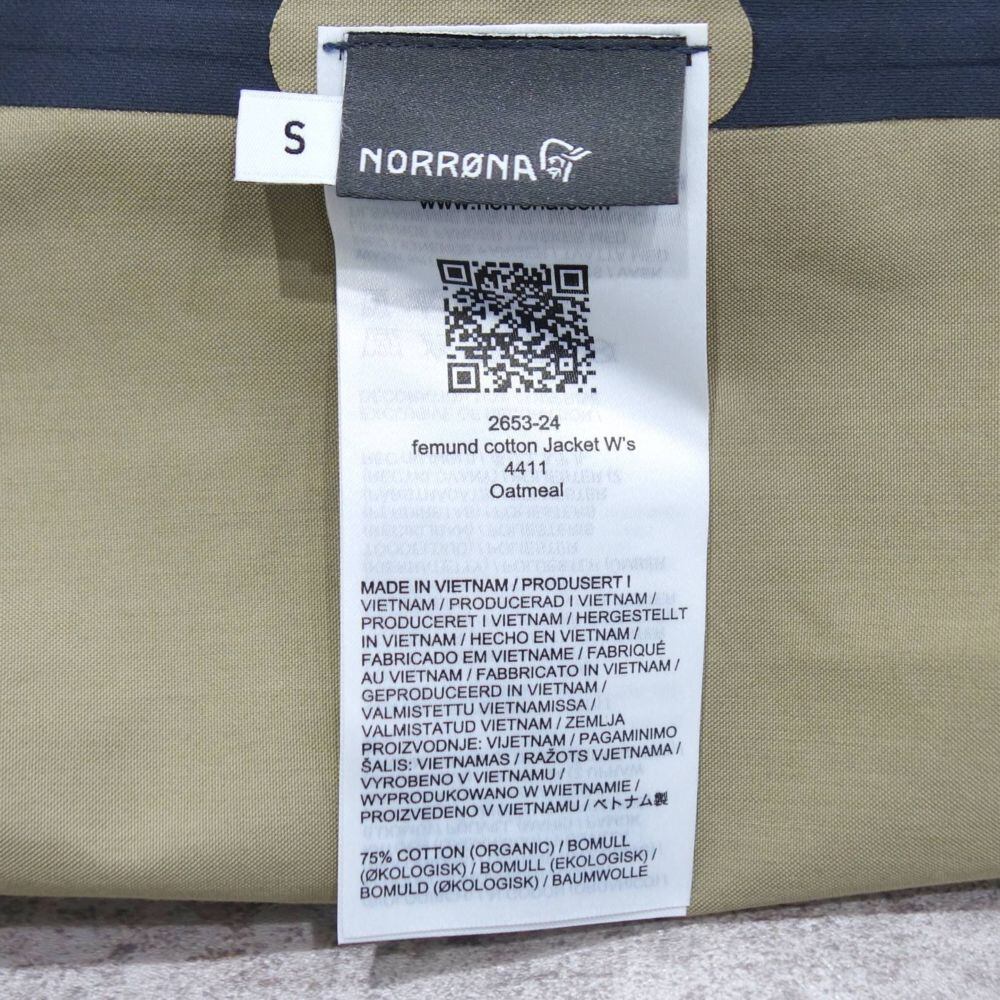 S
NORRØNA
www.norrona.com
2653-24
femund cotton Jacket W's
4411
Oatmeal
MADE IN VIETNAM / PRODUSERT I
VIETNAM / PRODUCERAD I VIETNAM /
PRODUCERET I VIETNAM / HERGESTELLT
IN VIETNAM / HECHO EN VIETNAM /
FABRICADO EM VIETNAME / FABRIQUÉ
AU VIETNAM / FABBRICATO IN VIETNAM /
GEPRODUCEERD IN VIETNAM /
VALMISTETTU VIETNAMISSA /
VALMISTATUD VIETNAM / ZEMLJA
PROIZVODNJE: VIJETNAM / PAGAMINIMO
ŠALIS: VIETNAMAS / RAŽOTS VJETNAMA /
VYROBENO V VIETNAMU /
WYPRODUKOWANO W WIETNAMIE /
PROIZVEDENO V VIETNAMU / ベトナム製
75% COTTON (ORGANIC) / BOMULL
(ØKOLOGISK) / BOMULL (EKOLOGISK) /
BOMULD (ØKOLOGISK) / BAUMWOLLE